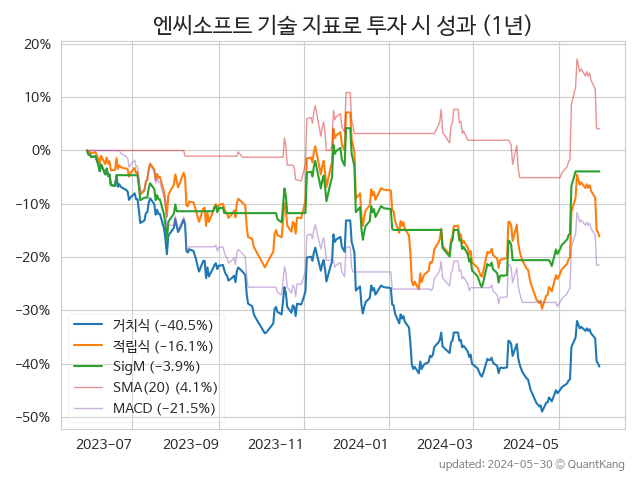 엔씨소프트 기술 지표로 투자 시 성과 (1년)
20%
10%
0%
−10%
−20%
−30%
−40%
−50%
거치식 (−40.5%)
적립식 (−16.1%)
SigM (−3.9%)
SMA(20) (4.1%)
MACD (−21.5%)
2023-07 2023-09 2023-11 2024-01 2024-03 2024-05
updated: 2024-05-30 ⓒ QuantKang